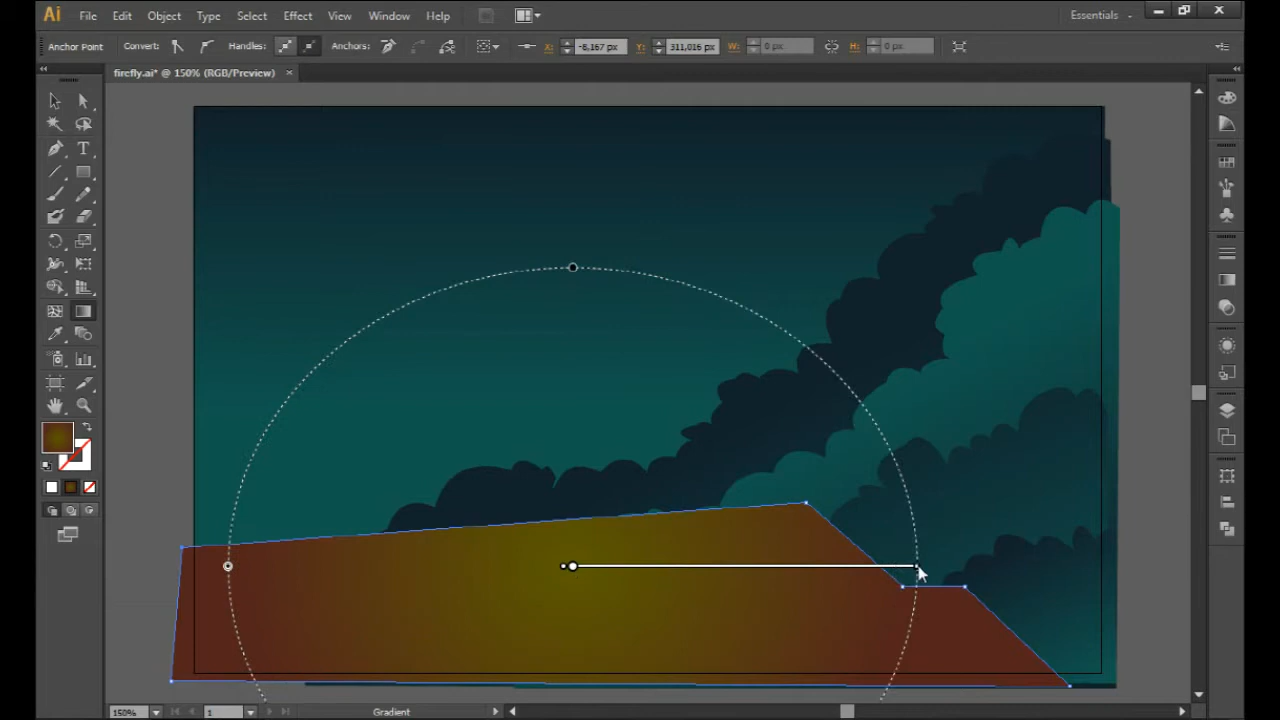 Ai File Edit Object Type Select Effect View Window Help Essentials
Anchor Point Convert: Handles: Anchors: X: -6,167 px Y: 311,016 px W: 0 px H: 0 px
firefly.ai* @ 150% (RGB/Preview) ×
T
150% 1 Gradient